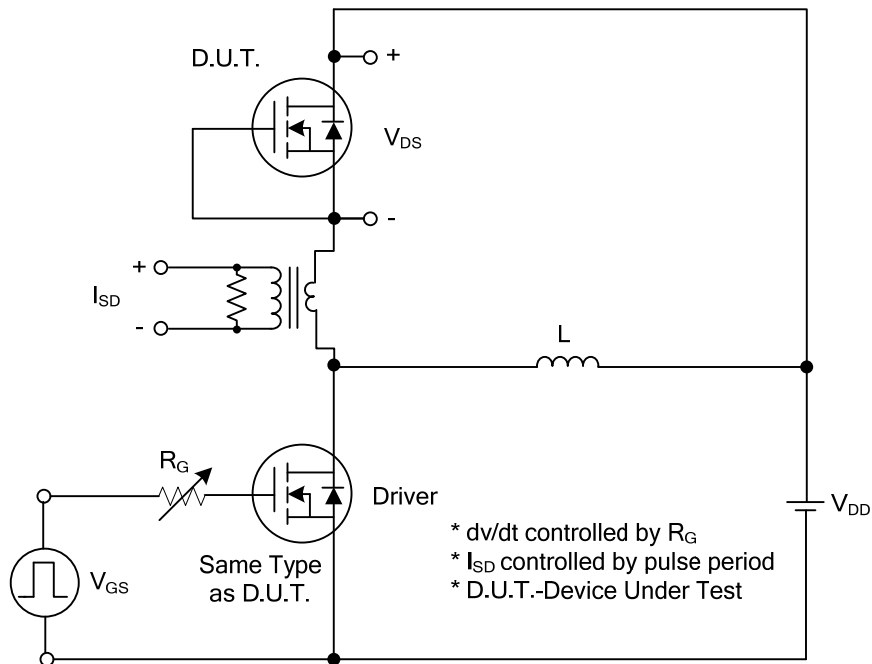 D.U.T.
+
VDS
-
+
ISD
-
L
RG
Driver
VDD
VGS
Same Type
as D.U.T.
* dv/dt controlled by RG
* ISD controlled by pulse period
* D.U.T.-Device Under Test